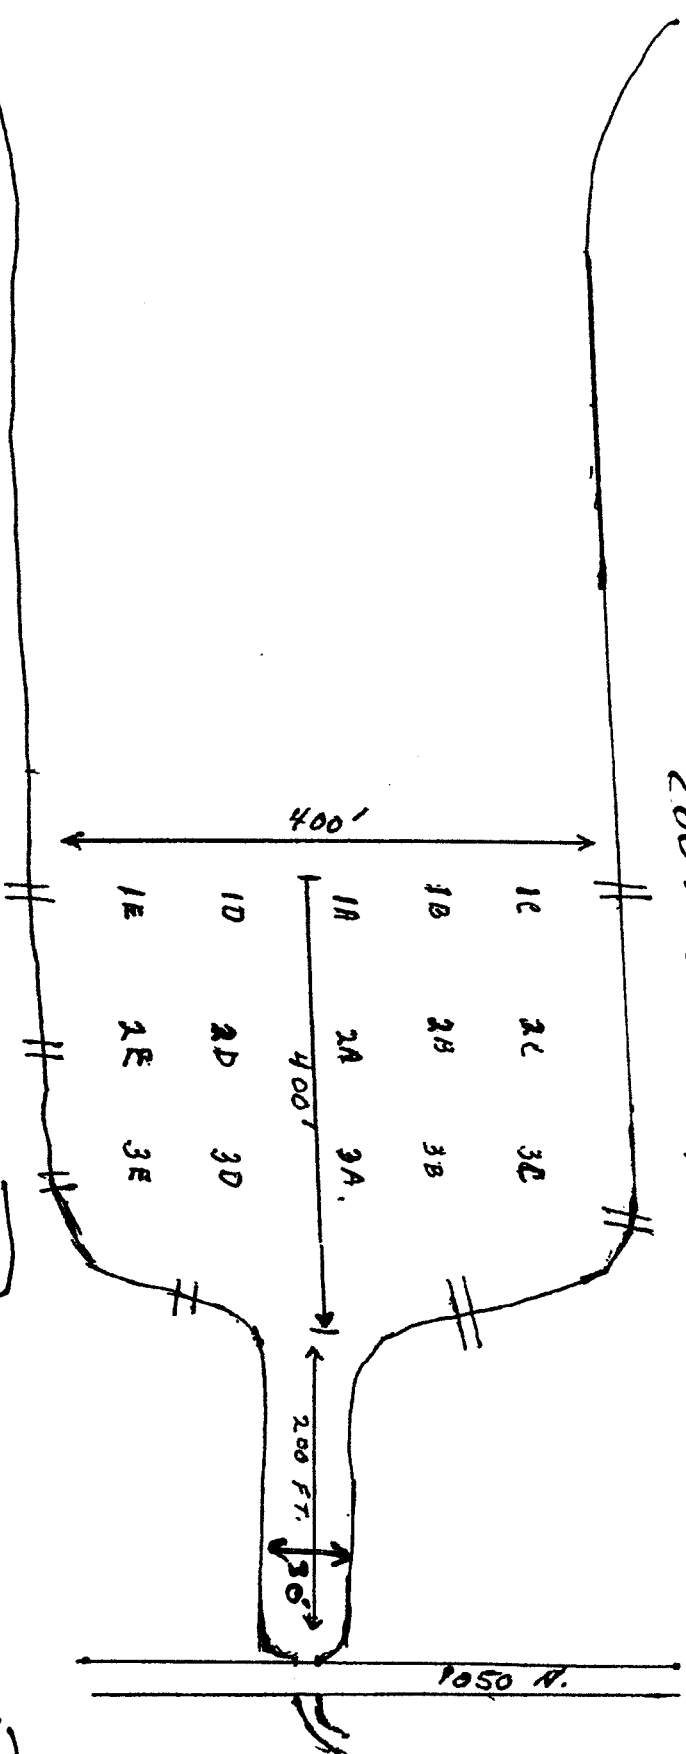 400'
1C 2C 3C
1B 2B 3B
1A 2A 3A.
400'
1D 2D 3D
1E 2E 3E
200 FT.
30'
1050 N.